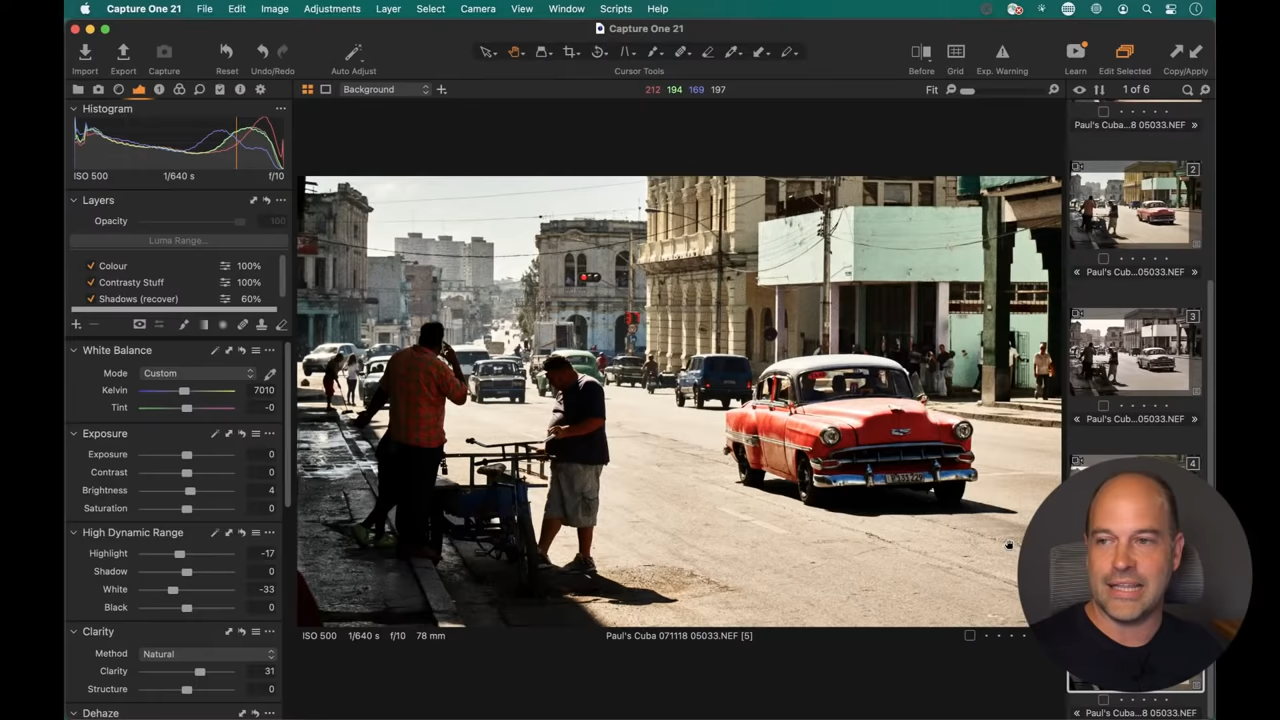 Capture One 21 File Edit Image Adjustments Layer Select Camera View Window Scripts Help
Capture One 21
Import Export Capture Reset Undo/Redo Auto Adjust Cursor Tools Before Grid Exp. Warning Learn Edit Selected Copy/Apply
Background 212 194 169 197 Fit 1 of 6
Histogram
ISO 500 1/640 s f/10
Layers
Opacity 100
Luma Range...
Colour 100%
Contrasty Stuff 100%
Shadows (recover) 60%
White Balance
Mode Custom
Kelvin 7010
Tint -0
Exposure
Exposure 0
Contrast 0
Brightness 4
Saturation 0
High Dynamic Range
Highlight -17
Shadow 0
White -33
Black 0
Clarity
Method Natural
Clarity 31
Structure 0
Dehaze
ISO 500 1/640 s f/10 78 mm Paul's Cuba 071118 05033.NEF [5]
Paul's Cuba...8 05033.NEF
2
Paul's Cub...05033.NEF
3
Paul's Cub...05033.NEF
4
Paul's Cub...8 05033.NEF